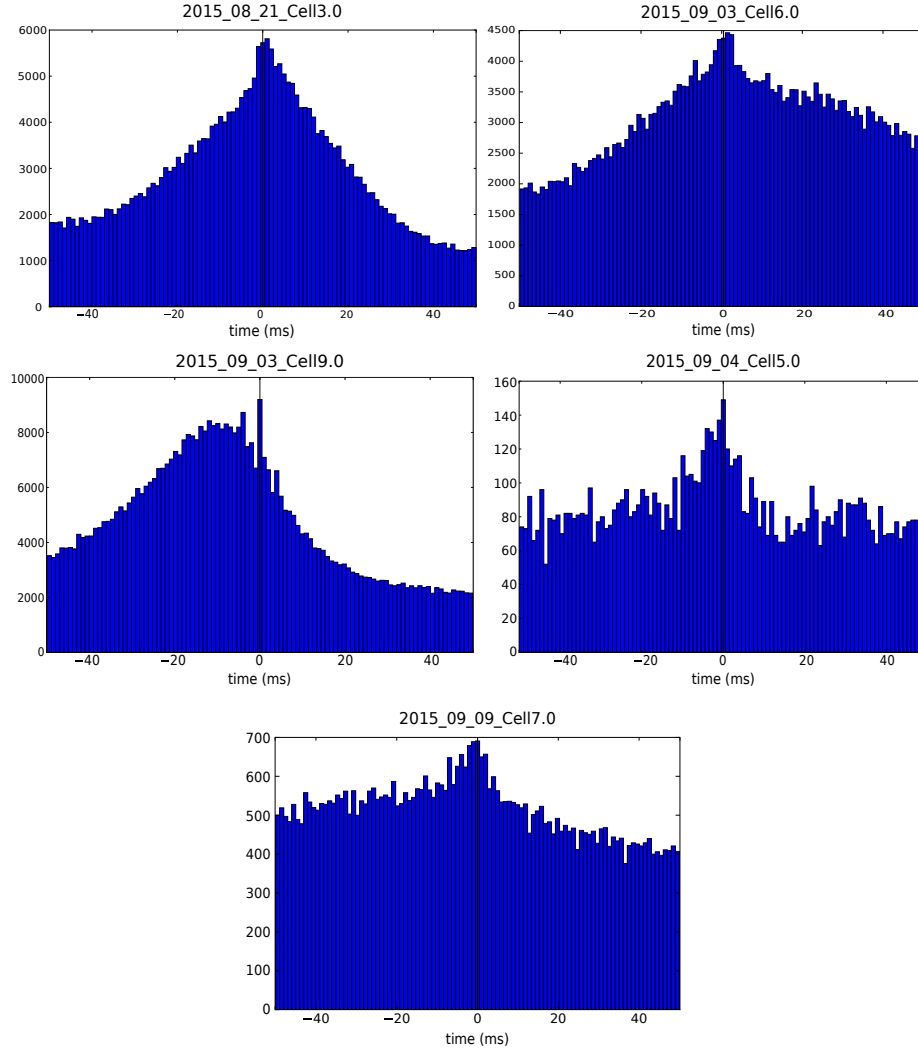 2015_08_21_Cell3.0
6000
5000
4000
3000
2000
1000
0
−40 −20 0 20 40
time (ms)
2015_09_03_Cell6.0
4500
4000
3500
3000
2500
2000
1500
1000
500
0
−40 −20 0 20 40
time (ms)
2015_09_03_Cell9.0
10000
8000
6000
4000
2000
0
−40 −20 0 20 40
time (ms)
2015_09_04_Cell5.0
160
140
120
100
80
60
40
20
0
−40 −20 0 20 40
time (ms)
2015_09_09_Cell7.0
700
600
500
400
300
200
100
0
−40 −20 0 20 40
time (ms)